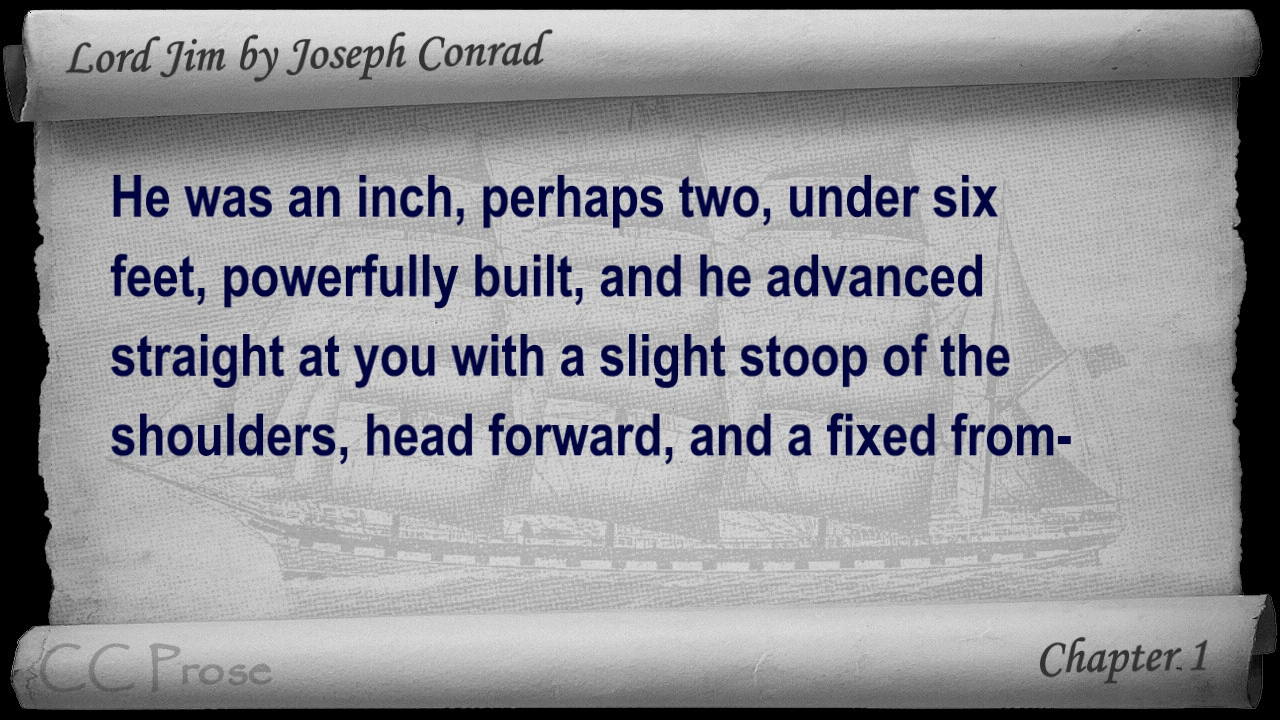 Lord Jim by Joseph Conrad
He was an inch, perhaps two, under six
feet, powerfully built, and he advanced
straight at you with a slight stoop of the
shoulders, head forward, and a fixed from-
CC Prose
Chapter 1